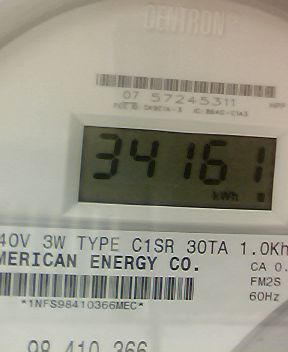 CENTRON®
07 57245311
34161
kWh
40V 3W TYPE C1SR 30TA 1.0Kh
MERICAN ENERGY CO.
CA 0.
FM2S
60Hz
*1NFS98410366MEC*
98 410 366